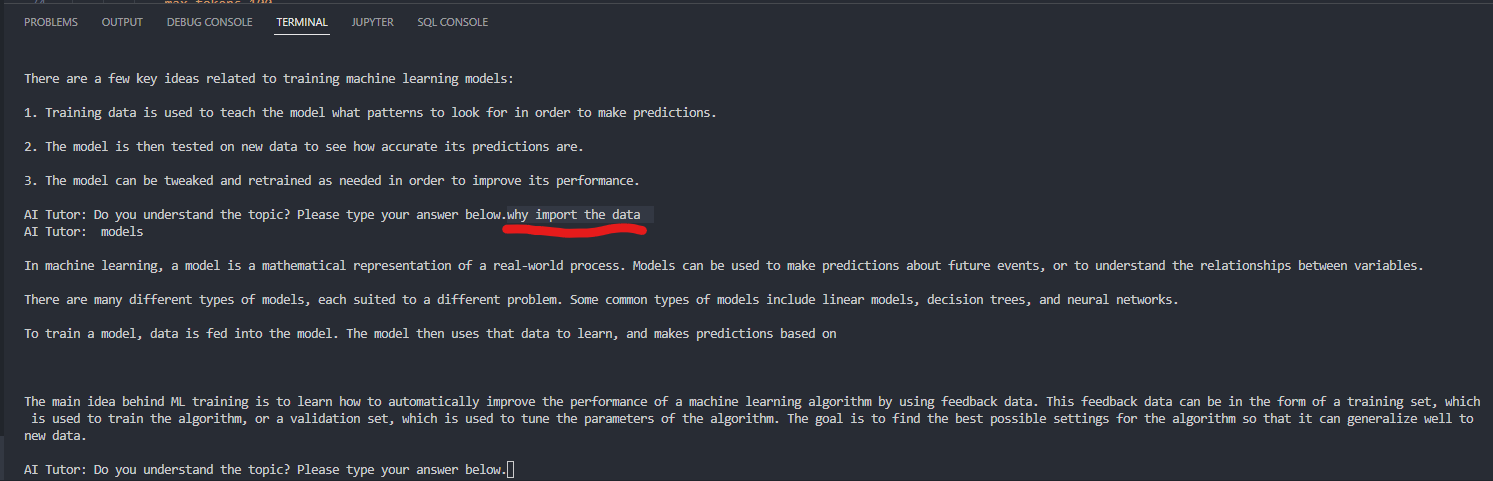 max_tokens=100
PROBLEMS OUTPUT DEBUG CONSOLE TERMINAL JUPYTER SQL CONSOLE
There are a few key ideas related to training machine learning models:
1. Training data is used to teach the model what patterns to look for in order to make predictions.
2. The model is then tested on new data to see how accurate its predictions are.
3. The model can be tweaked and retrained as needed in order to improve its performance.
AI Tutor: Do you understand the topic? Please type your answer below.why import the data
AI Tutor:  models
In machine learning, a model is a mathematical representation of a real-world process. Models can be used to make predictions about future events, or to understand the relationships between variables.
There are many different types of models, each suited to a different problem. Some common types of models include linear models, decision trees, and neural networks.
To train a model, data is fed into the model. The model then uses that data to learn, and makes predictions based on
The main idea behind ML training is to learn how to automatically improve the performance of a machine learning algorithm by using feedback data. This feedback data can be in the form of a training set, which
is used to train the algorithm, or a validation set, which is used to tune the parameters of the algorithm. The goal is to find the best possible settings for the algorithm so that it can generalize well to
new data.
AI Tutor: Do you understand the topic? Please type your answer below.